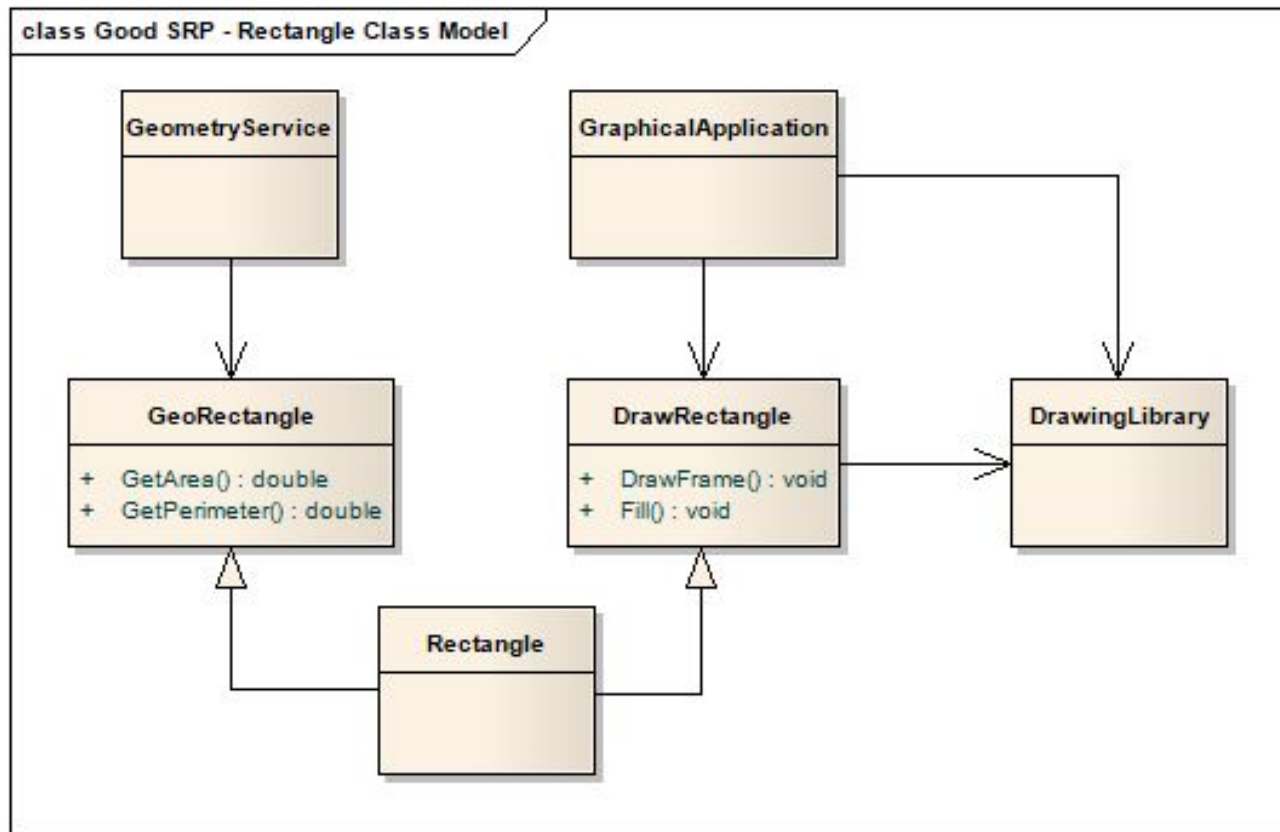 class Good SRP - Rectangle Class Model
GeometryService
GraphicalApplication
GeoRectangle
+ GetArea() : double
+ GetPerimeter() : double
DrawRectangle
+ DrawFrame() : void
+ Fill() : void
DrawingLibrary
Rectangle